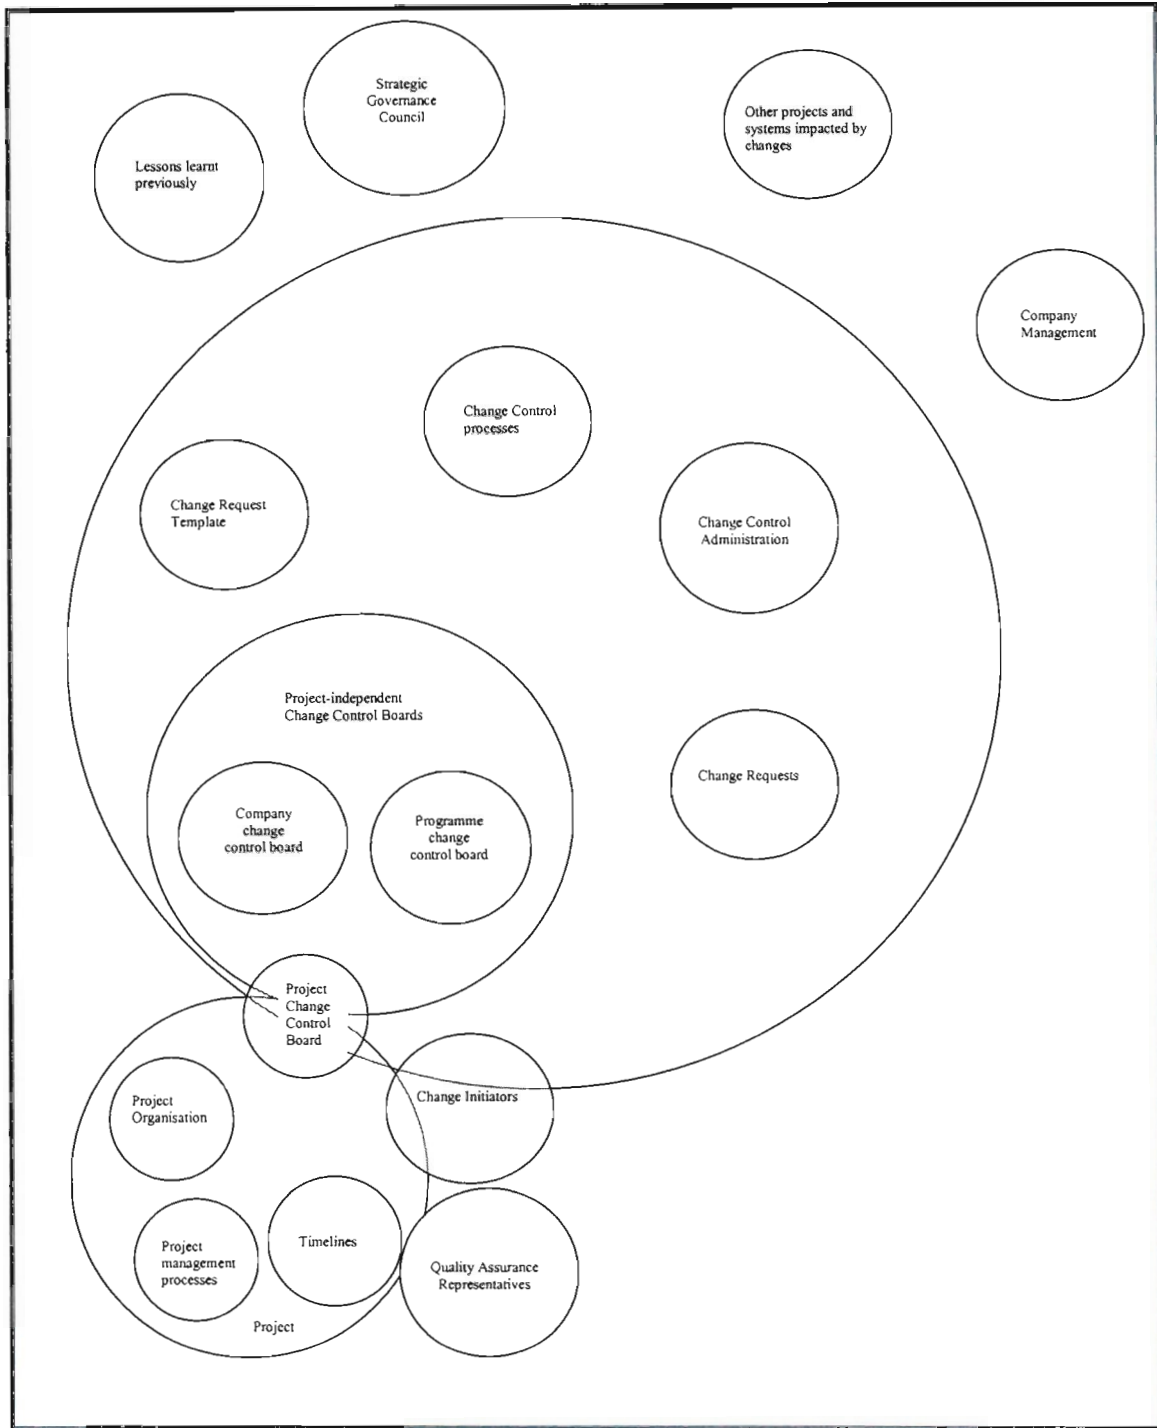 Strategic
Governance
Council
Other projects and
systems impacted by
changes
Lessons learnt
previously
Company
Management
Change Control
processes
Change Request
Template
Change Control
Administration
Project-independent
Change Control Boards
Change Requests
Company
change
control board
Programme
change
control board
Project
Change
Control
Board
Change Initiators
Project
Organisation
Timelines
Project
management
processes
Quality Assurance
Representatives
Project